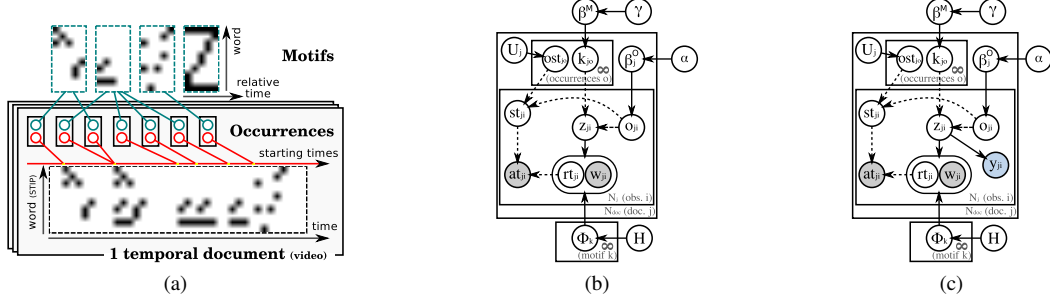 Motifs
word
relative
time
Occurrences
starting times
word (STIP)
time
1 temporal document (video)
(a)
βᴹ
γ
U_j
ost_jo
k_jo
∞
(occurrences o)
β_j^O
α
st_ji
z_ji
o_ji
at_ji
rt_ji
w_ji
N_j (obs. i)
N_doc (doc. j)
Φ_k
∞
(motif k)
H
(b)
βᴹ
γ
U_j
ost_jo
k_jo
∞
(occurrences o)
β_j^O
α
st_ji
z_ji
o_ji
y_ji
at_ji
rt_ji
w_ji
N_j (obs. i)
N_doc (doc. j)
Φ_k
∞
(motif k)
H
(c)